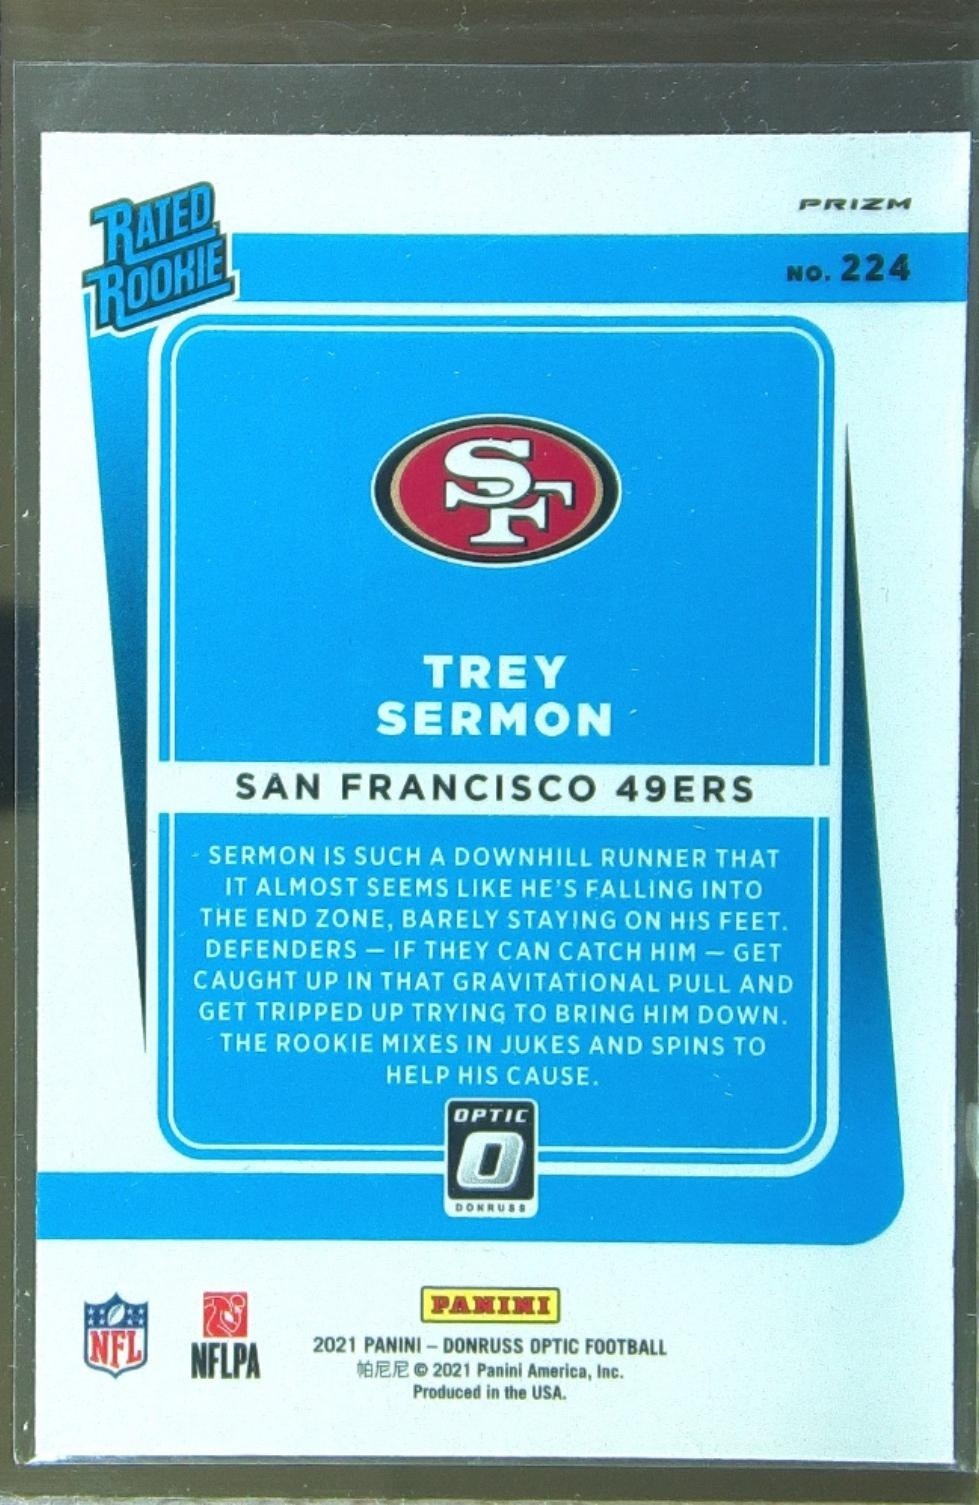 RATED
ROOKIE
PRIZM
NO. 224
SF
TREY
SERMON
SAN FRANCISCO 49ERS
SERMON IS SUCH A DOWNHILL RUNNER THAT
IT ALMOST SEEMS LIKE HE'S FALLING INTO
THE END ZONE, BARELY STAYING ON HIS FEET.
DEFENDERS — IF THEY CAN CATCH HIM — GET
CAUGHT UP IN THAT GRAVITATIONAL PULL AND
GET TRIPPED UP TRYING TO BRING HIM DOWN.
THE ROOKIE MIXES IN JUKES AND SPINS TO
HELP HIS CAUSE.
OPTIC
O
DONRUSS
NFL
NFLPA
PANINI
2021 PANINI – DONRUSS OPTIC FOOTBALL
帕尼尼 © 2021 Panini America, Inc.
Produced in the USA.